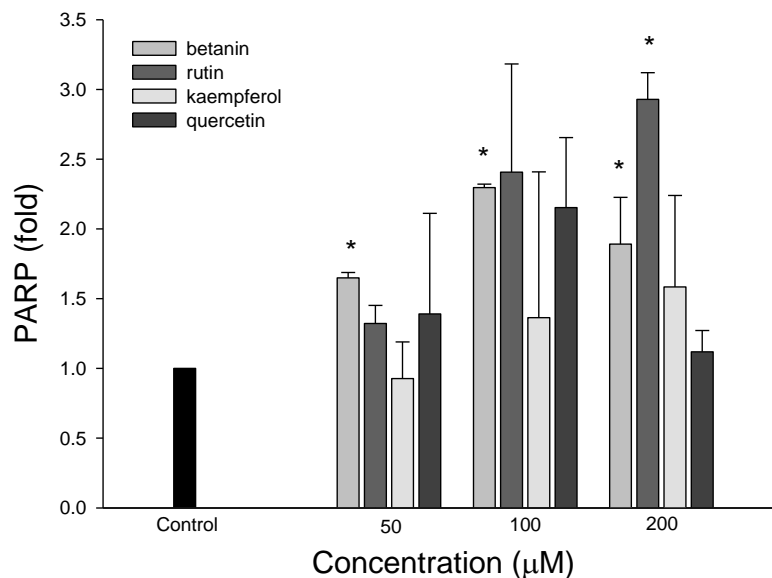 3.5
3.0
2.5
2.0
1.5
1.0
0.5
0.0
PARP (fold)
betanin
rutin
kaempferol
quercetin
*
*
*
*
Control 50 100 200
Concentration (μM)